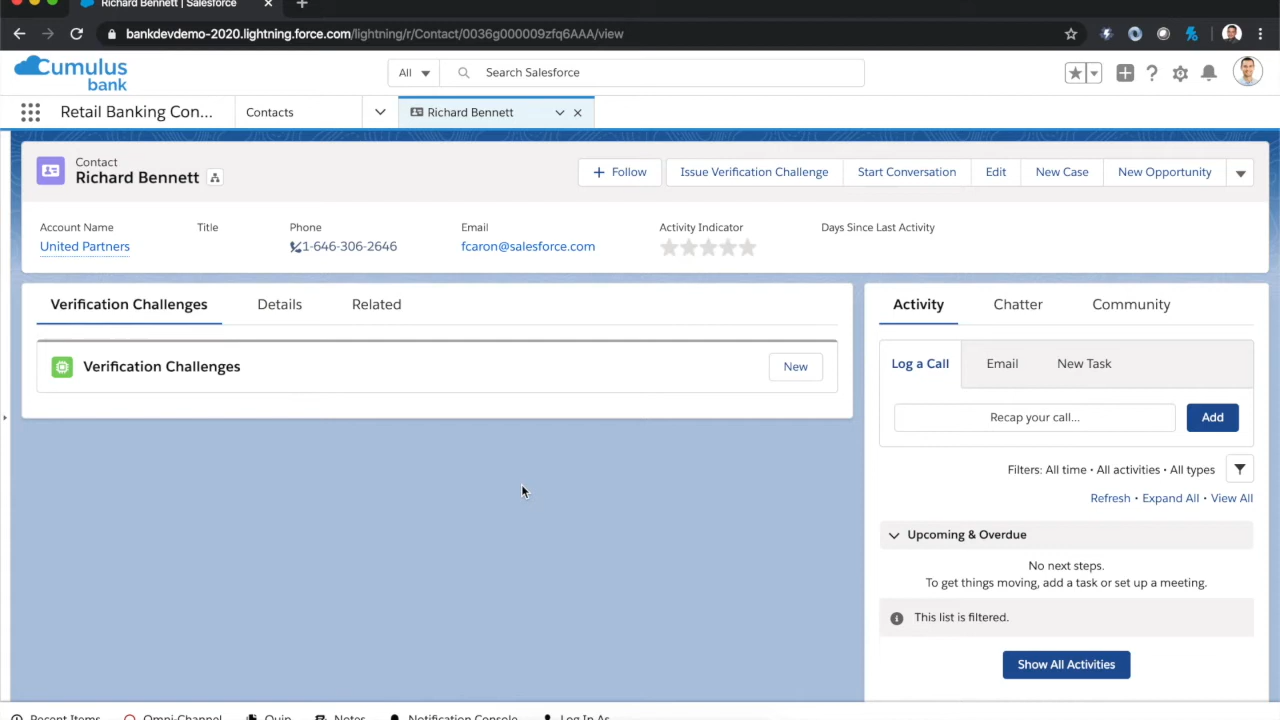 Richard Bennett | Salesforce
bankdevdemo-2020.lightning.force.com/lightning/r/Contact/0036g000009zfq6AAA/view
Cumulus
bank
All
Search Salesforce
Retail Banking Con...
Contacts
Richard Bennett
Contact
Richard Bennett
Follow
Issue Verification Challenge
Start Conversation
Edit
New Case
New Opportunity
Account Name
Title
Phone
Email
Activity Indicator
Days Since Last Activity
United Partners
1-646-306-2646
fcaron@salesforce.com
Verification Challenges
Details
Related
Verification Challenges
New
Activity
Chatter
Community
Log a Call
Email
New Task
Recap your call...
Add
Filters: All time • All activities • All types
Refresh • Expand All • View All
Upcoming & Overdue
No next steps.
To get things moving, add a task or set up a meeting.
This list is filtered.
Show All Activities
Recent Items
Omni-Channel
Quip
Notes
Notification Console
Log In As